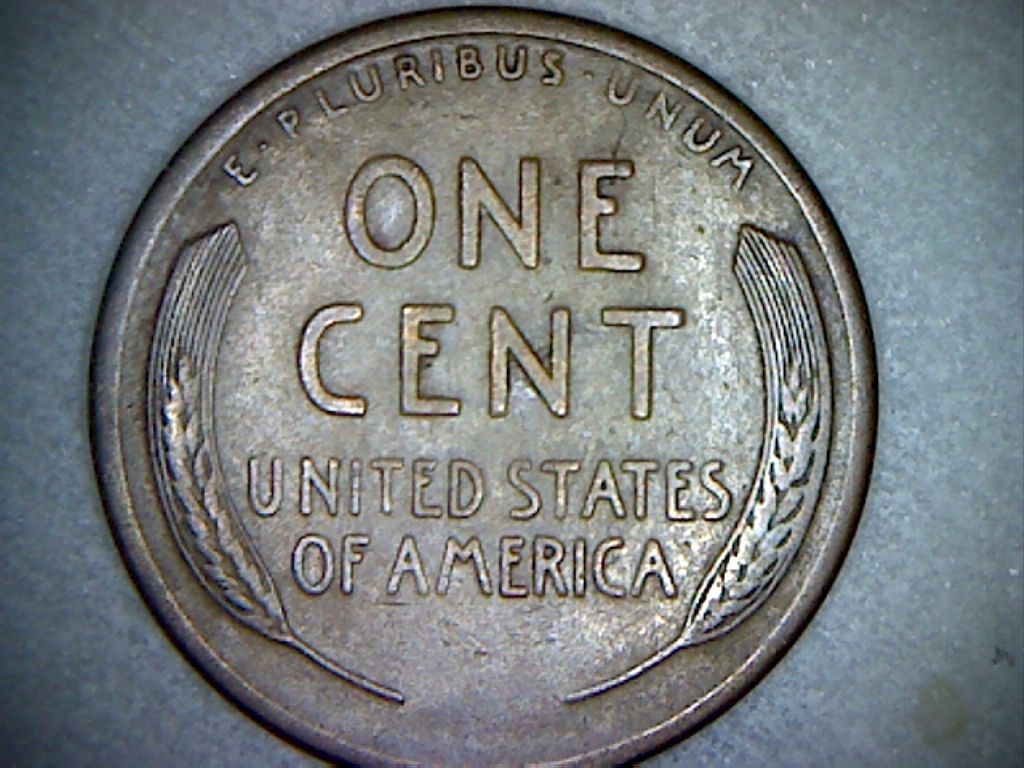 E·PLURIBUS·UNUM
ONE
CENT
UNITED STATES
OF AMERICA